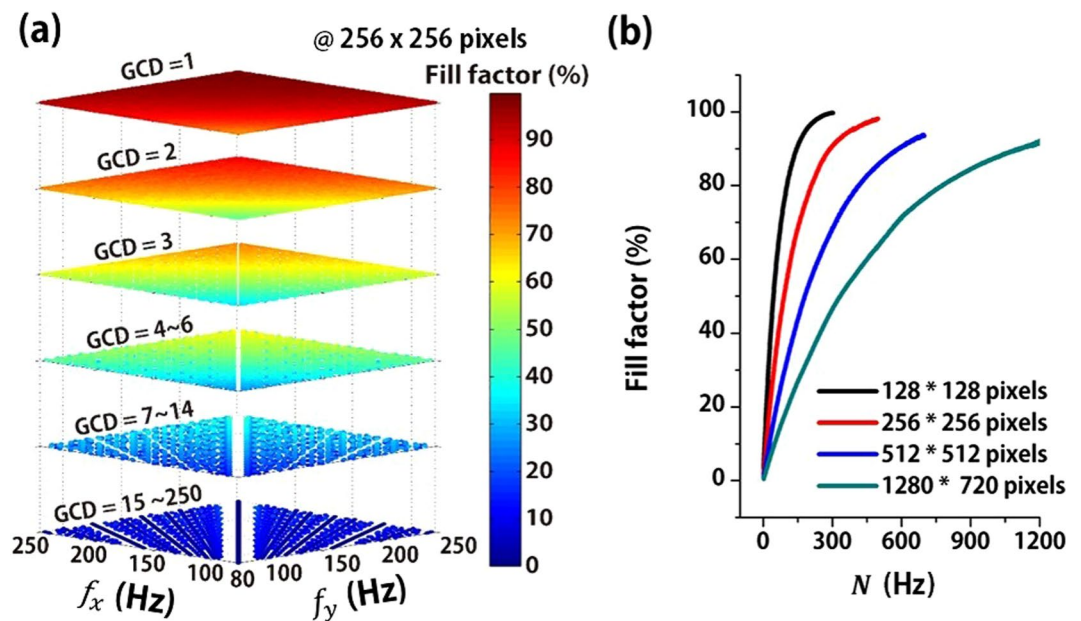 (a)
@ 256 x 256 pixels
Fill factor (%)
GCD =1
GCD = 2
GCD = 3
GCD = 4~6
GCD = 7~14
GCD = 15 ~250
90
80
70
60
50
40
30
20
10
0
250
200
150
100
80
100
150
200
250
f_x (Hz)
f_y (Hz)
(b)
Fill factor (%)
100
80
60
40
20
0
128 * 128 pixels
256 * 256 pixels
512 * 512 pixels
1280 * 720 pixels
0 300 600 900 1200
N (Hz)